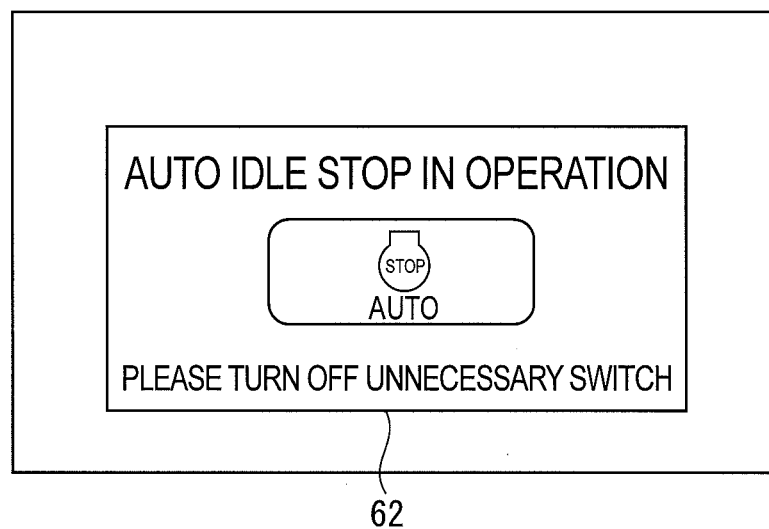 AUTO IDLE STOP IN OPERATION
STOP
AUTO
PLEASE TURN OFF UNNECESSARY SWITCH
62